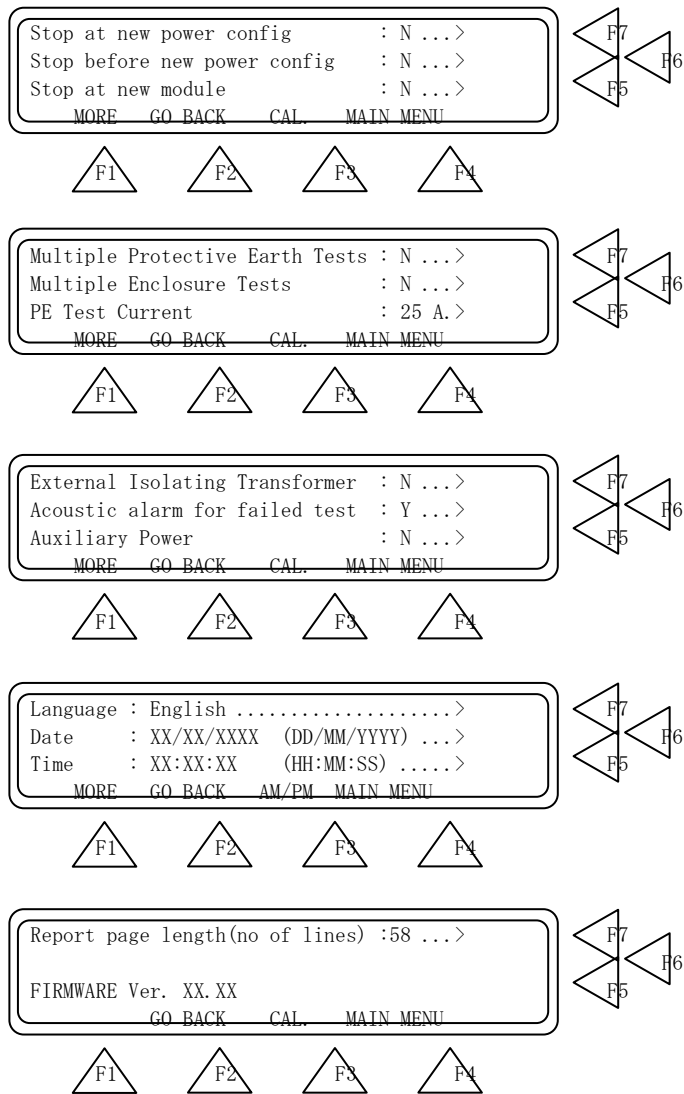 Stop at new power config : N ...>
F7
Stop before new power config : N ...>
F6
Stop at new module : N ...>
F5
MORE GO BACK CAL. MAIN MENU
F1 F2 F3 F4
Multiple Protective Earth Tests : N ...>
F7
Multiple Enclosure Tests : N ...>
F6
PE Test Current : 25 A.>
F5
MORE GO BACK CAL. MAIN MENU
F1 F2 F3 F4
External Isolating Transformer : N ...>
F7
Acoustic alarm for failed test : Y ...>
F6
Auxiliary Power : N ...>
F5
MORE GO BACK CAL. MAIN MENU
F1 F2 F3 F4
Language : English ....................>
F7
Date : XX/XX/XXXX (DD/MM/YYYY) ...>
F6
Time : XX:XX:XX (HH:MM:SS) .....>
F5
MORE GO BACK AM/PM MAIN MENU
F1 F2 F3 F4
Report page length(no of lines) :58 ...>
F7
F6
FIRMWARE Ver. XX.XX
F5
GO BACK CAL. MAIN MENU
F1 F2 F3 F4